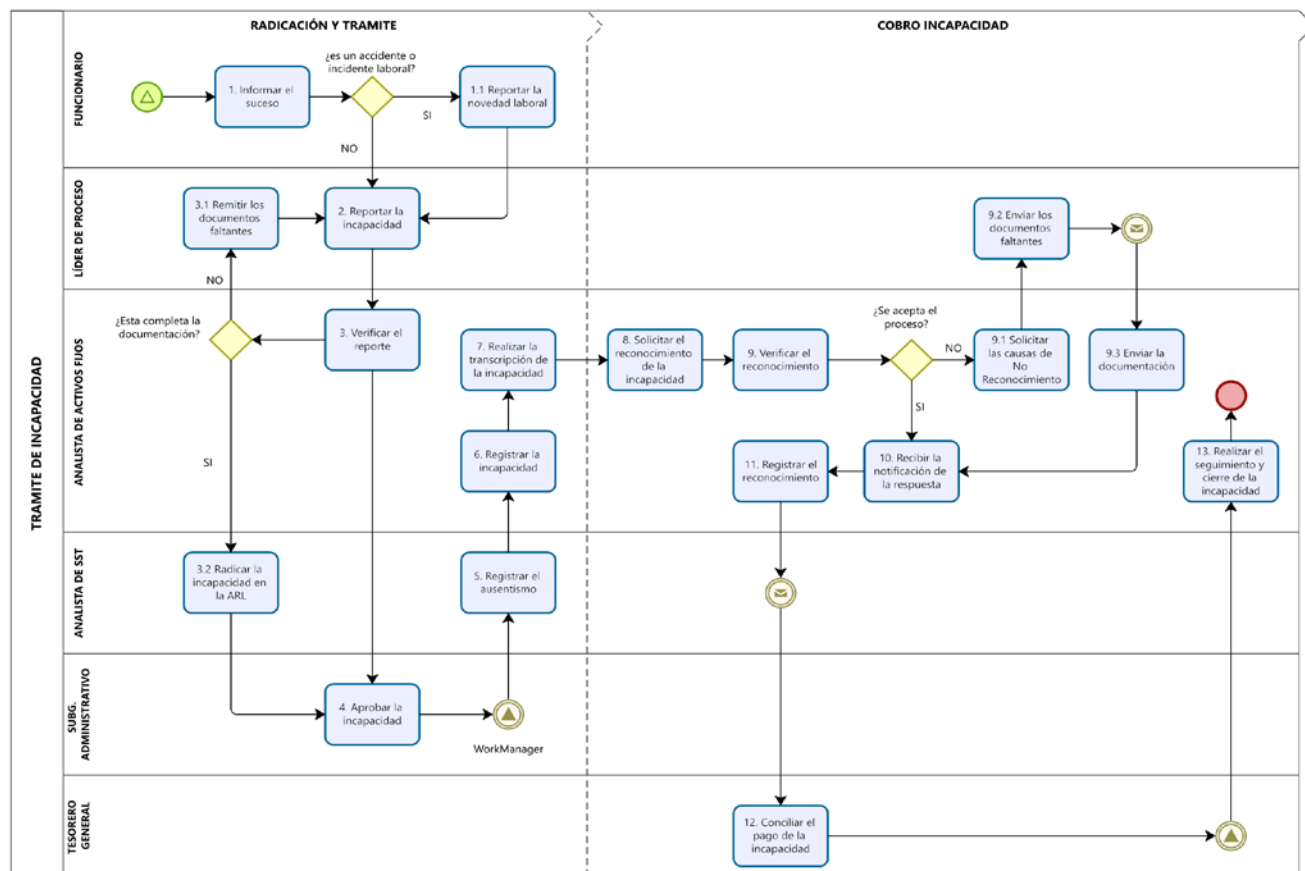 RADICACIÓN Y TRAMITE
COBRO INCAPACIDAD
TRAMITE DE INCAPACIDAD
FUNCIONARIO
1. Informar el
suceso
¿es un accidente o
incidente laboral?
SI
NO
1.1 Reportar la
novedad laboral
LÍDER DE PROCESO
3.1 Remitir los
documentos
faltantes
2. Reportar la
incapacidad
9.2 Enviar los
documentos
faltantes
NO
ANALISTA DE ACTIVOS FIJOS
¿Esta completa la
documentación?
3. Verificar el
reporte
SI
7. Realizar la
transcripción de
la incapacidad
6. Registrar la
incapacidad
8. Solicitar el
reconocimiento
de la
incapacidad
9. Verificar el
reconocimiento
¿Se acepta el
proceso?
NO
SI
9.1 Solicitar
las causas de
No
Reconocimiento
9.3 Enviar la
documentación
11. Registrar el
reconocimiento
10. Recibir la
notificación de
la respuesta
13. Realizar el
seguimiento y
cierre de la
incapacidad
ANALISTA DE SST
3.2 Radicar la
incapacidad en
la ARL
5. Registrar el
ausentismo
SUBG.
ADMINISTRATIVO
4. Aprobar la
incapacidad
WorkManager
TESORERO
GENERAL
12. Conciliar el
pago de la
incapacidad